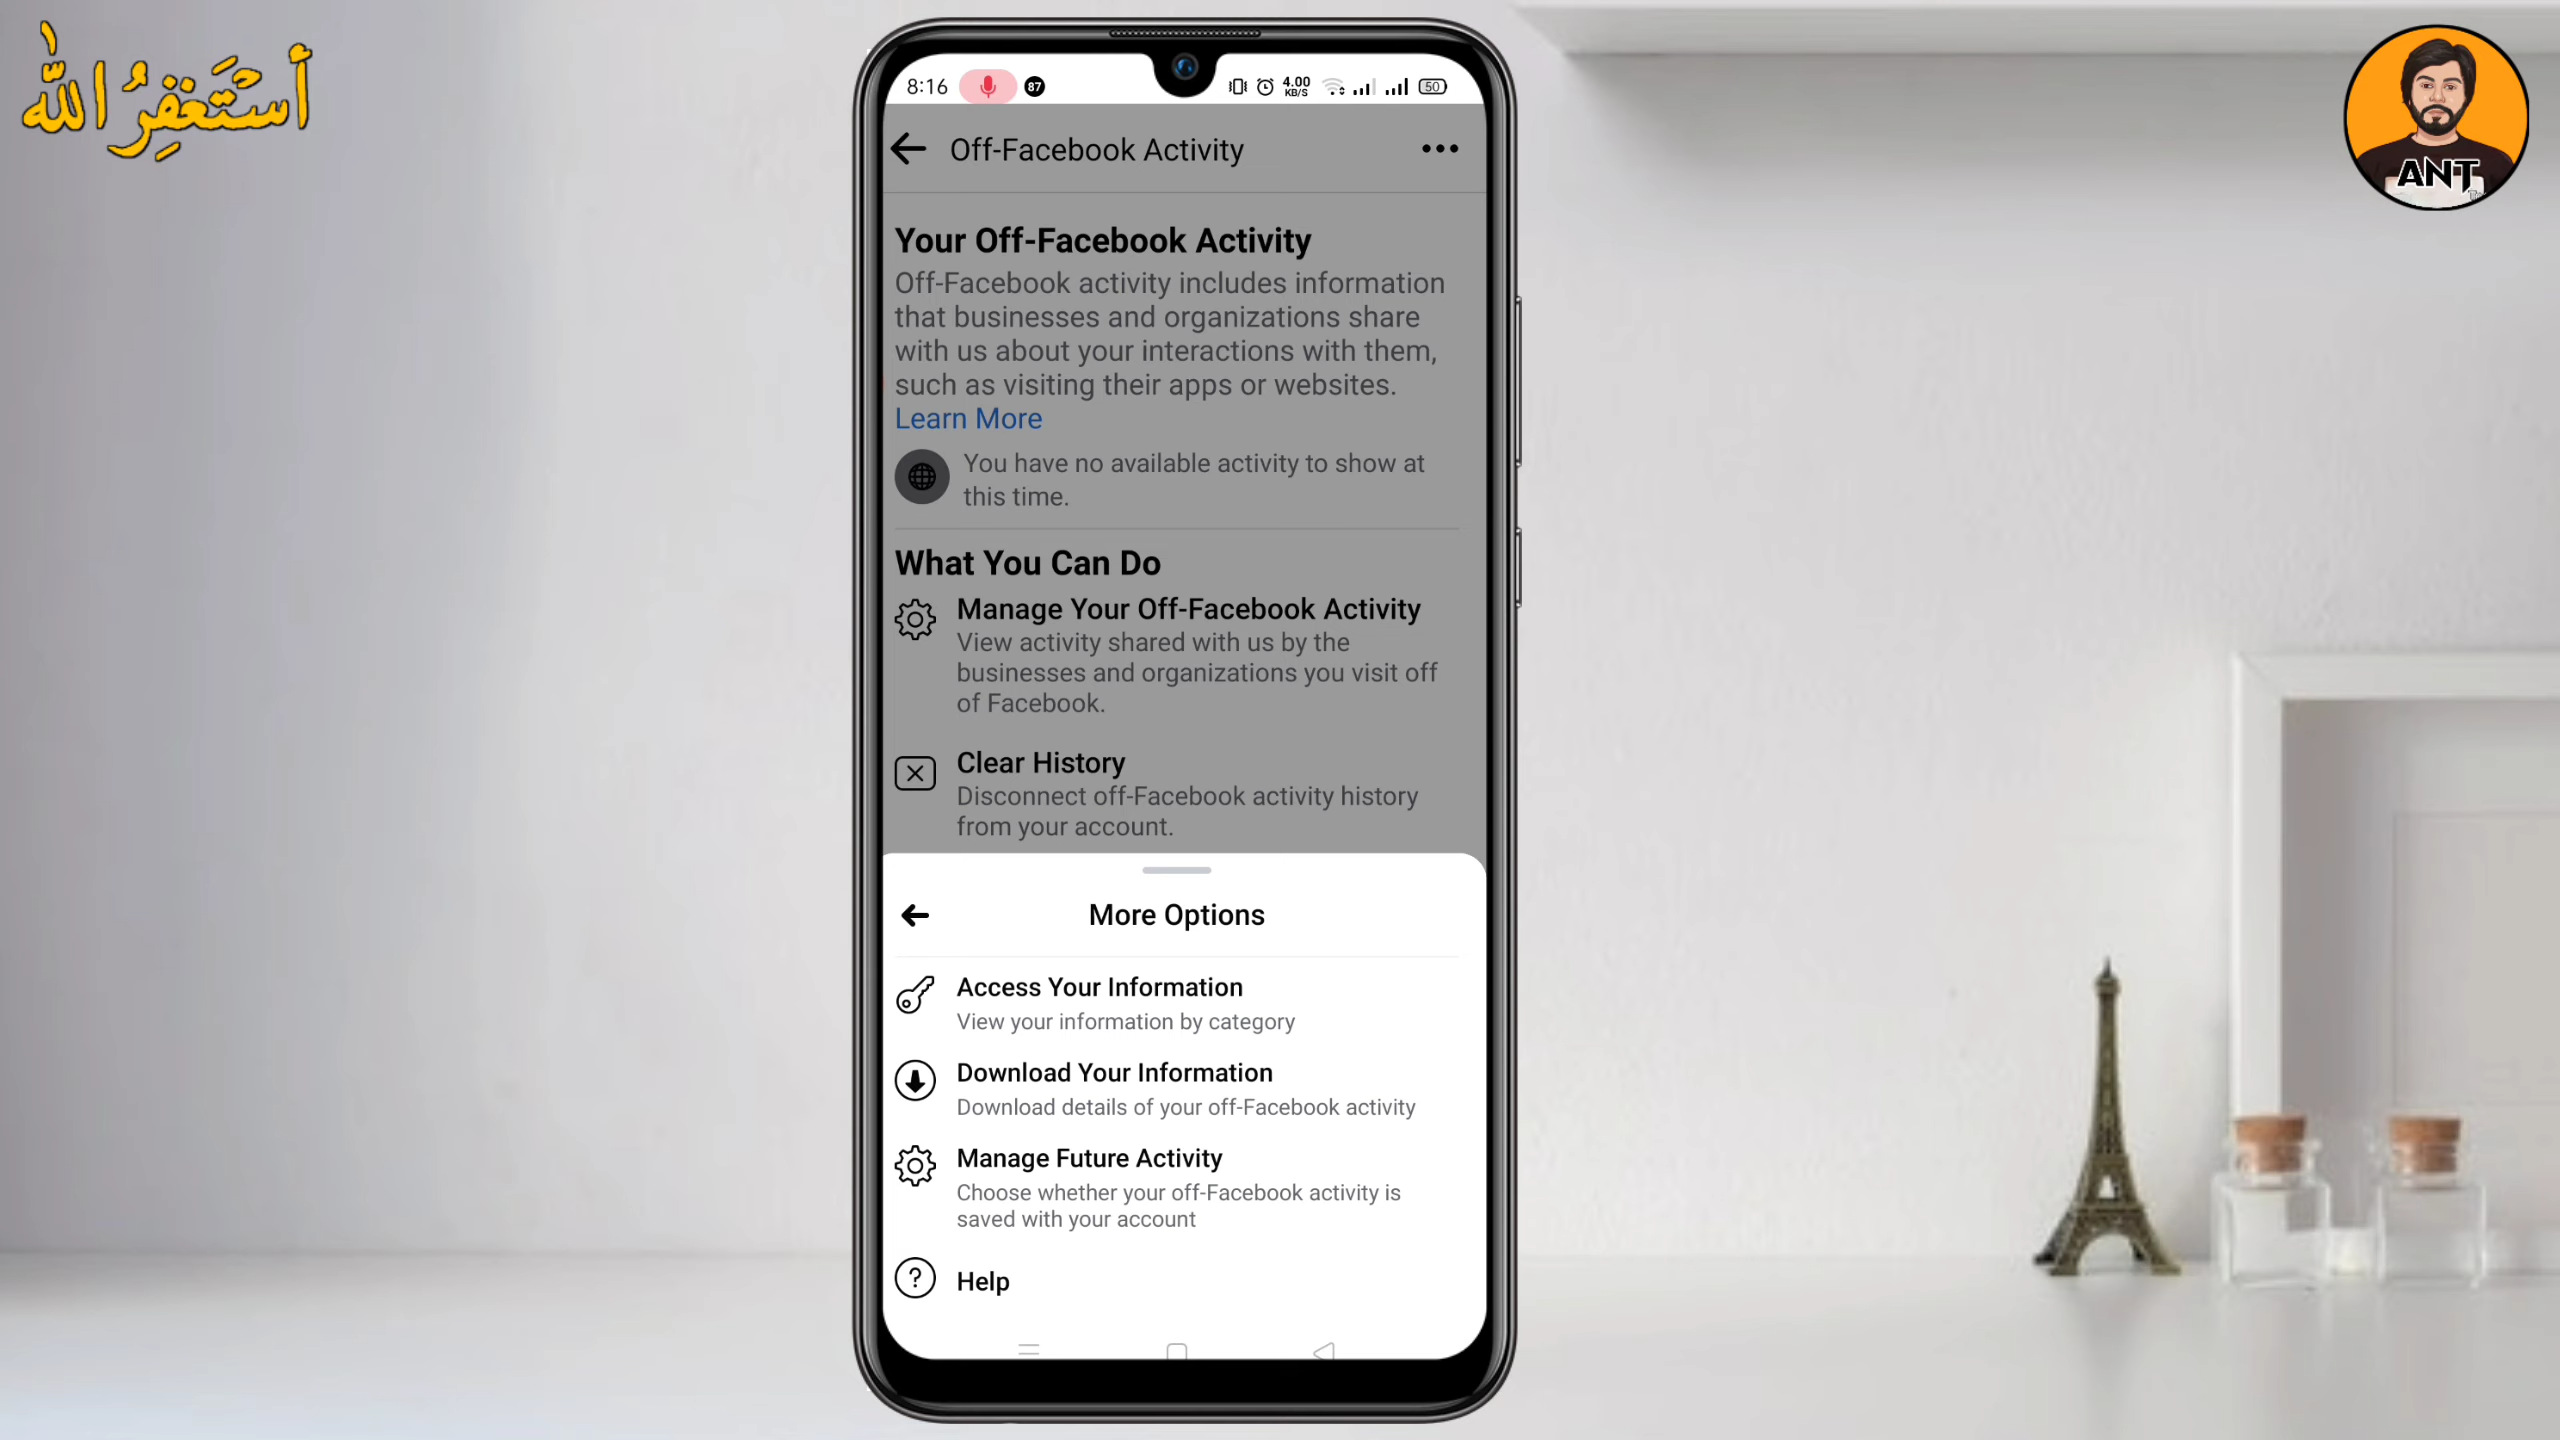 أَسْتَغْفِرُ اللّٰه
ANT
8:16
87
4.00
KB/S
50
Off-Facebook Activity
Your Off-Facebook Activity
Off-Facebook activity includes information
that businesses and organizations share
with us about your interactions with them,
such as visiting their apps or websites.
Learn More
You have no available activity to show at
this time.
What You Can Do
Manage Your Off-Facebook Activity
View activity shared with us by the
businesses and organizations you visit off
of Facebook.
Clear History
Disconnect off-Facebook activity history
from your account.
More Options
Access Your Information
View your information by category
Download Your Information
Download details of your off-Facebook activity
Manage Future Activity
Choose whether your off-Facebook activity is
saved with your account
Help